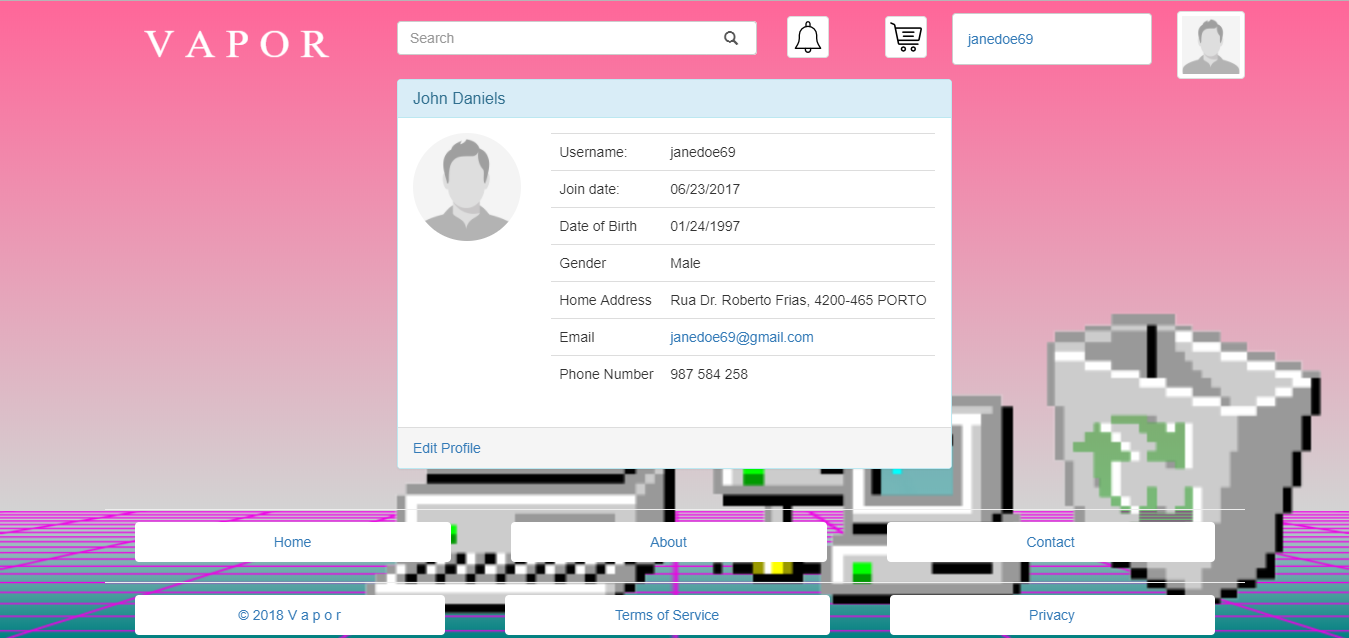 V A P O R
Search
janedoe69
John Daniels
Username: janedoe69
Join date: 06/23/2017
Date of Birth 01/24/1997
Gender Male
Home Address Rua Dr. Roberto Frias, 4200-465 PORTO
Email janedoe69@gmail.com
Phone Number 987 584 258
Edit Profile
Home About Contact
© 2018 V a p o r Terms of Service Privacy